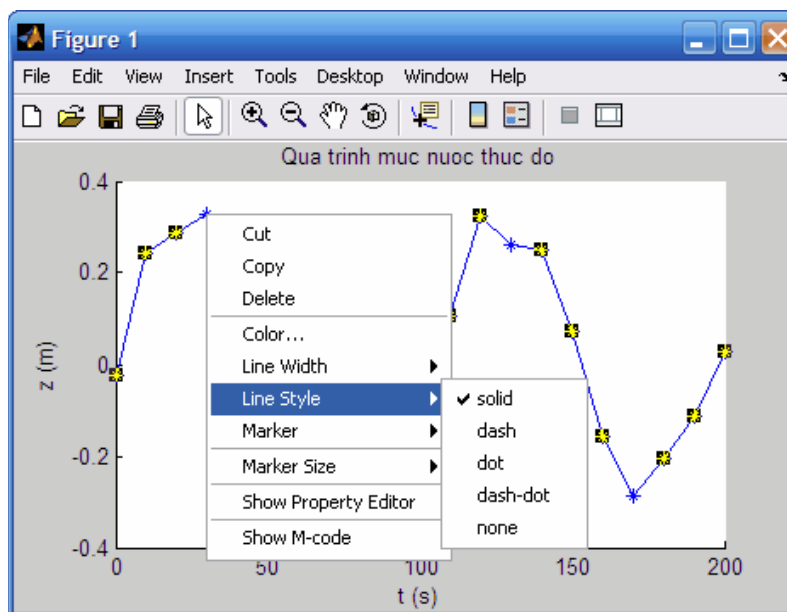 Figure 1
File Edit View Insert Tools Desktop Window Help
Qua trinh muc nuoc thuc do
0.4
0.2
0
-0.2
-0.4
z (m)
Cut
Copy
Delete
Color...
Line Width
Line Style
Marker
Marker Size
Show Property Editor
Show M-code
solid
dash
dot
dash-dot
none
0 50 100 150 200
t (s)